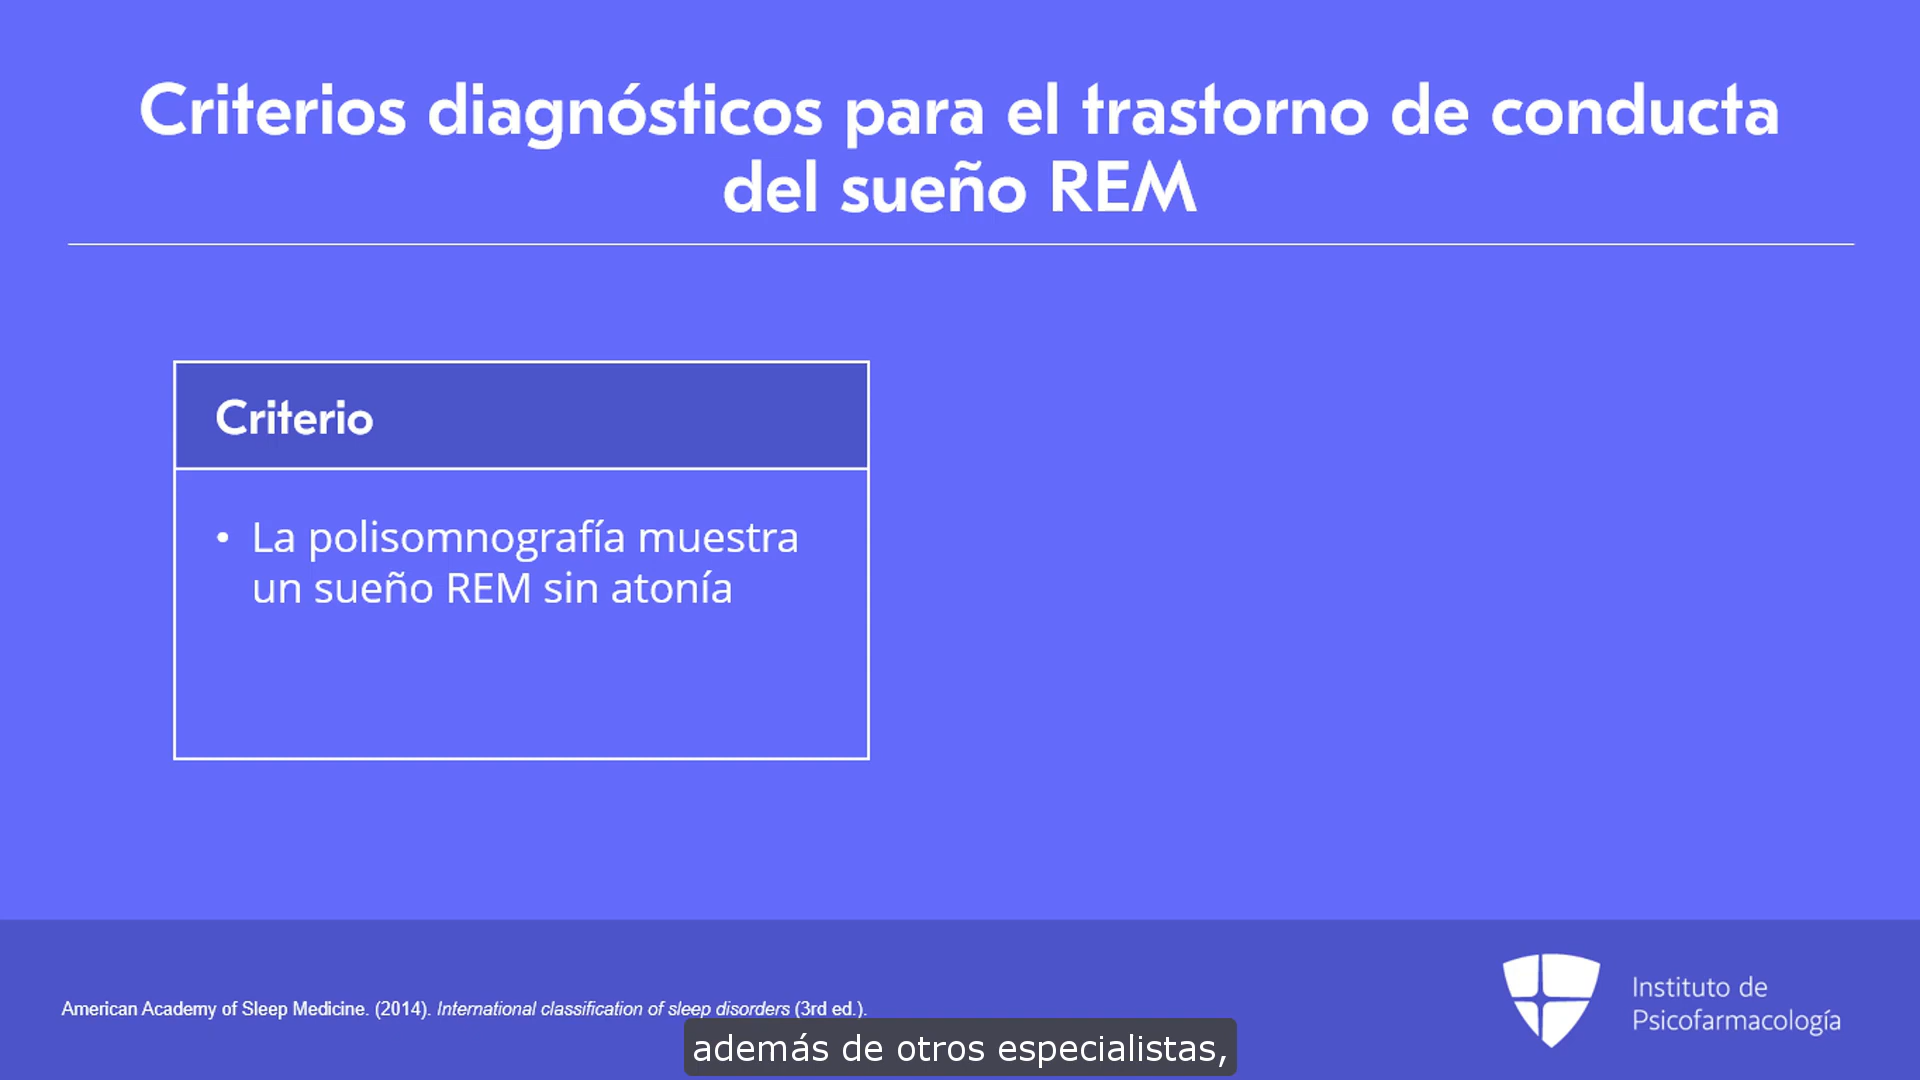 Criterios diagnósticos para el trastorno de conducta
del sueño REM
Criterio
• La polisomnografía muestra
un sueño REM sin atonía
American Academy of Sleep Medicine. (2014). International classification of sleep disorders (3rd ed.).
Instituto de
Psicofarmacología
además de otros especialistas,